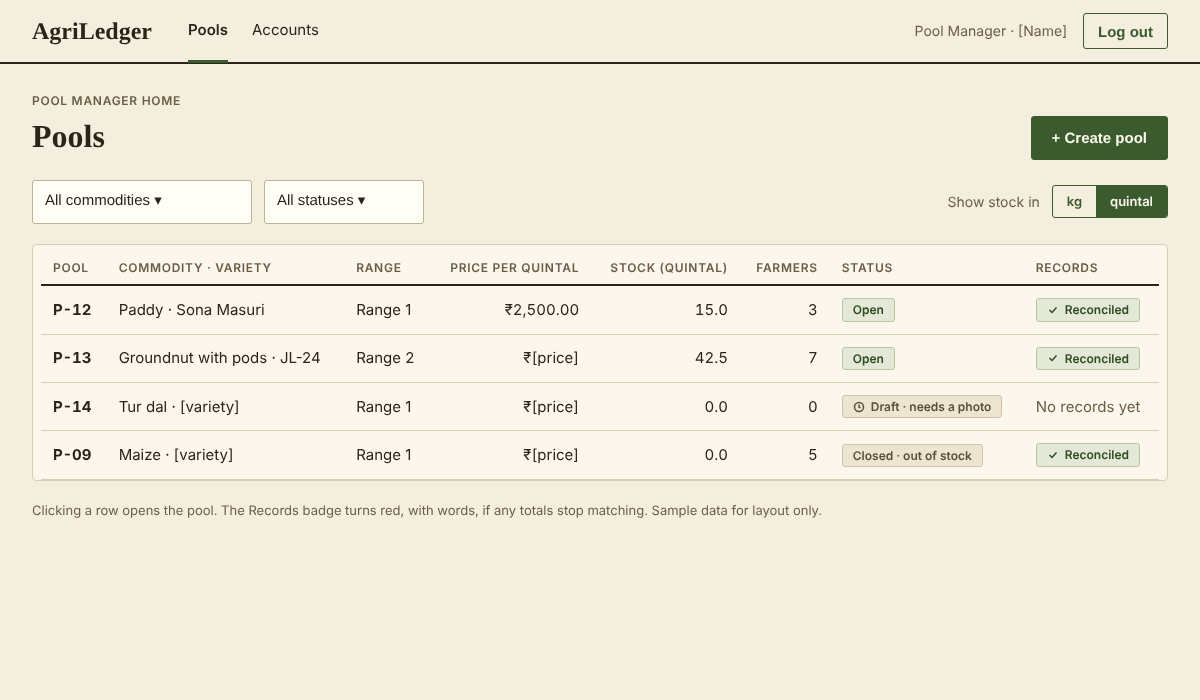 AgriLedger Pools Accounts Pool Manager · [Name] Log out
POOL MANAGER HOME
Pools
+ Create pool
All commodities ▾ All statuses ▾ Show stock in kg quintal
POOL COMMODITY · VARIETY RANGE PRICE PER QUINTAL STOCK (QUINTAL) FARMERS STATUS RECORDS
P-12 Paddy · Sona Masuri Range 1 ₹2,500.00 15.0 3 Open ✓ Reconciled
P-13 Groundnut with pods · JL-24 Range 2 ₹[price] 42.5 7 Open ✓ Reconciled
P-14 Tur dal · [variety] Range 1 ₹[price] 0.0 0 Draft · needs a photo No records yet
P-09 Maize · [variety] Range 1 ₹[price] 0.0 5 Closed · out of stock ✓ Reconciled
Clicking a row opens the pool. The Records badge turns red, with words, if any totals stop matching. Sample data for layout only.